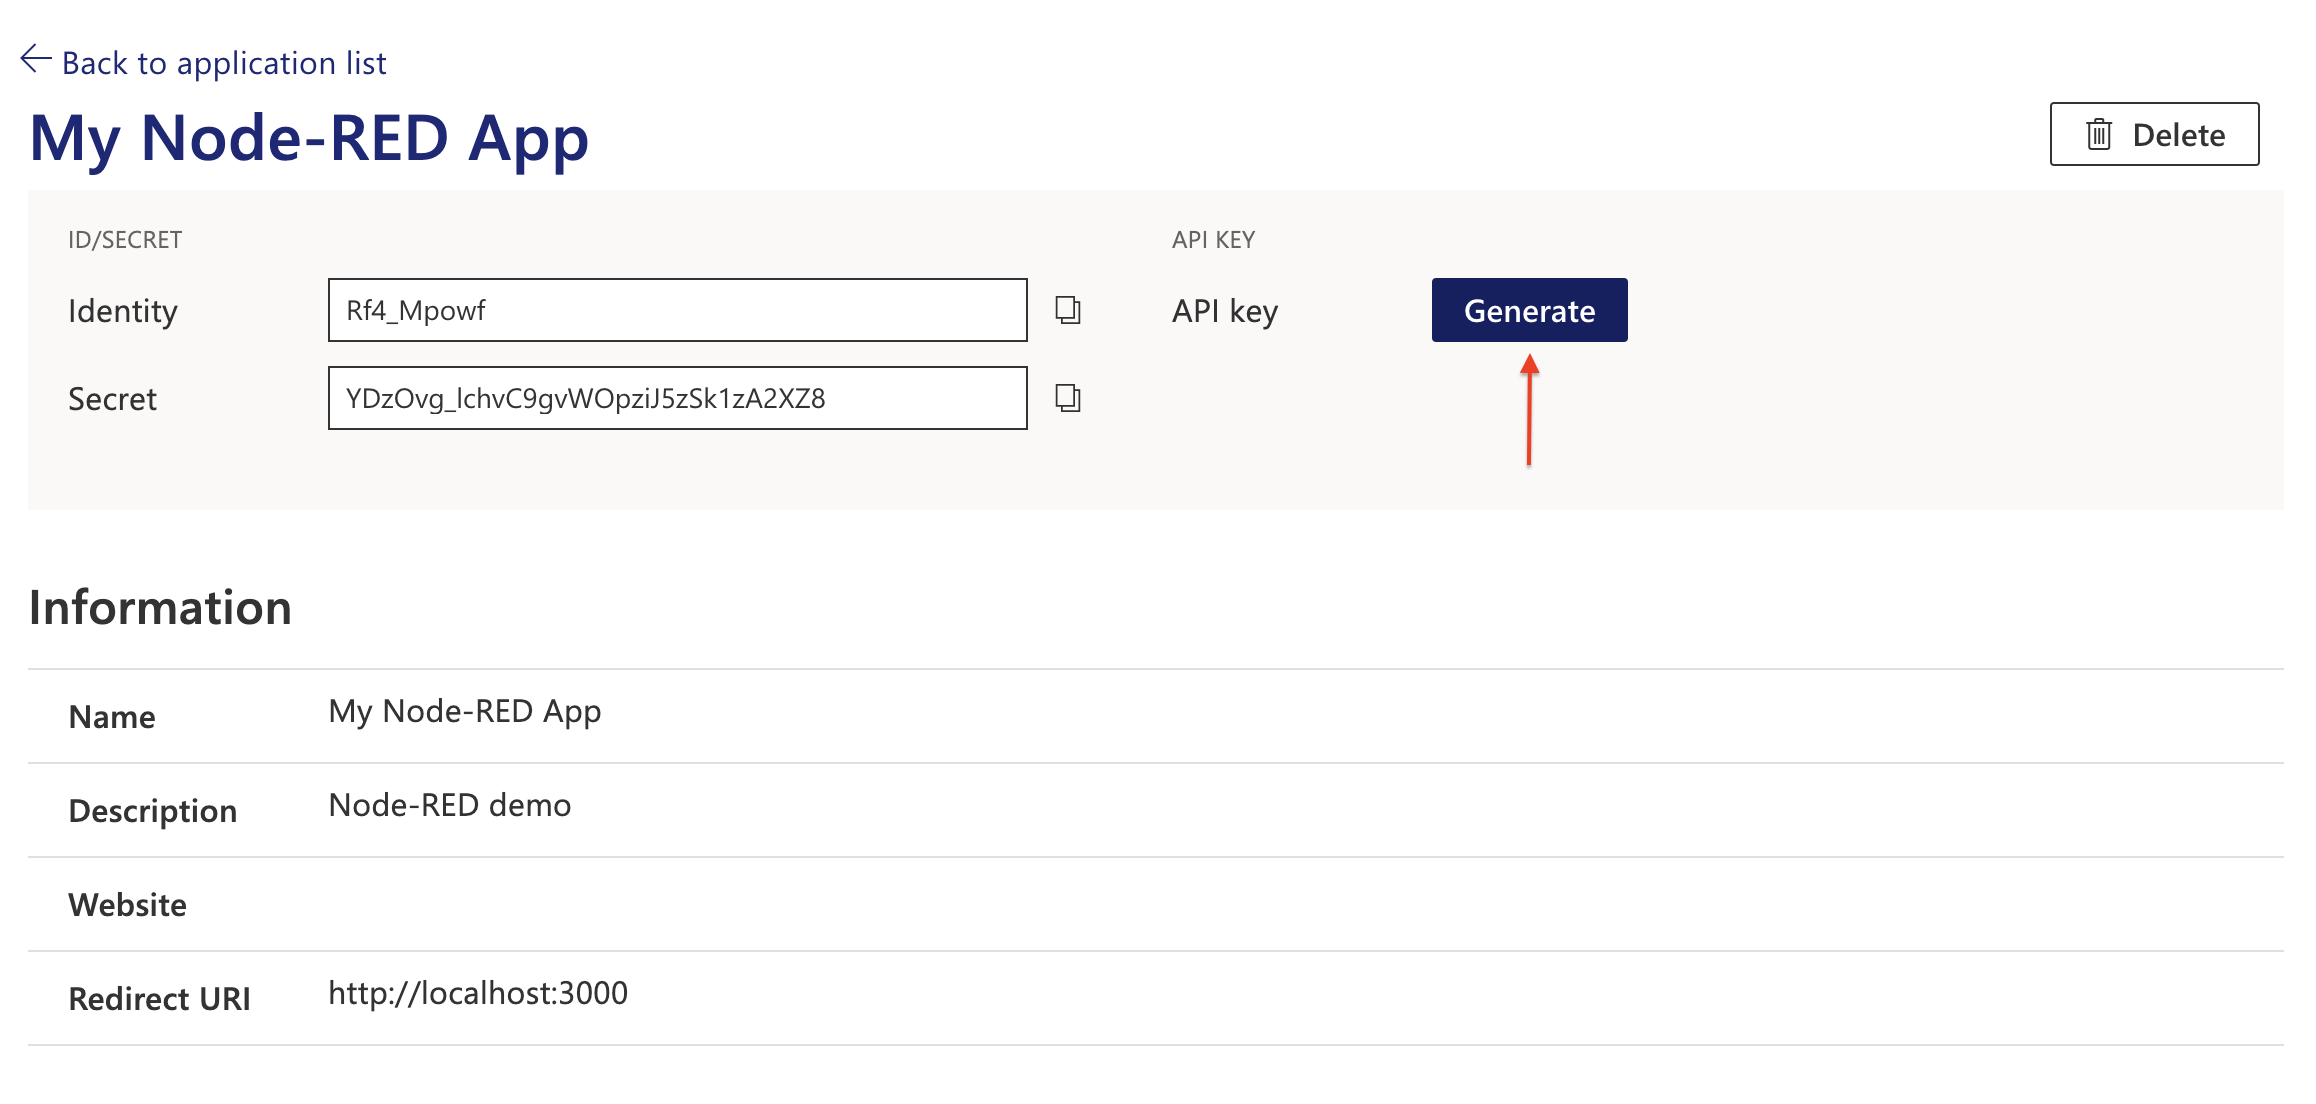 Back to application list
My Node-RED App
Delete
ID/SECRET
Identity
Rf4_Mpowf
Secret
YDzOvg_lchvC9gvWOpziJ5zSk1zA2XZ8
API KEY
API key
Generate
Information
Name My Node-RED App
Description Node-RED demo
Website
Redirect URI http://localhost:3000